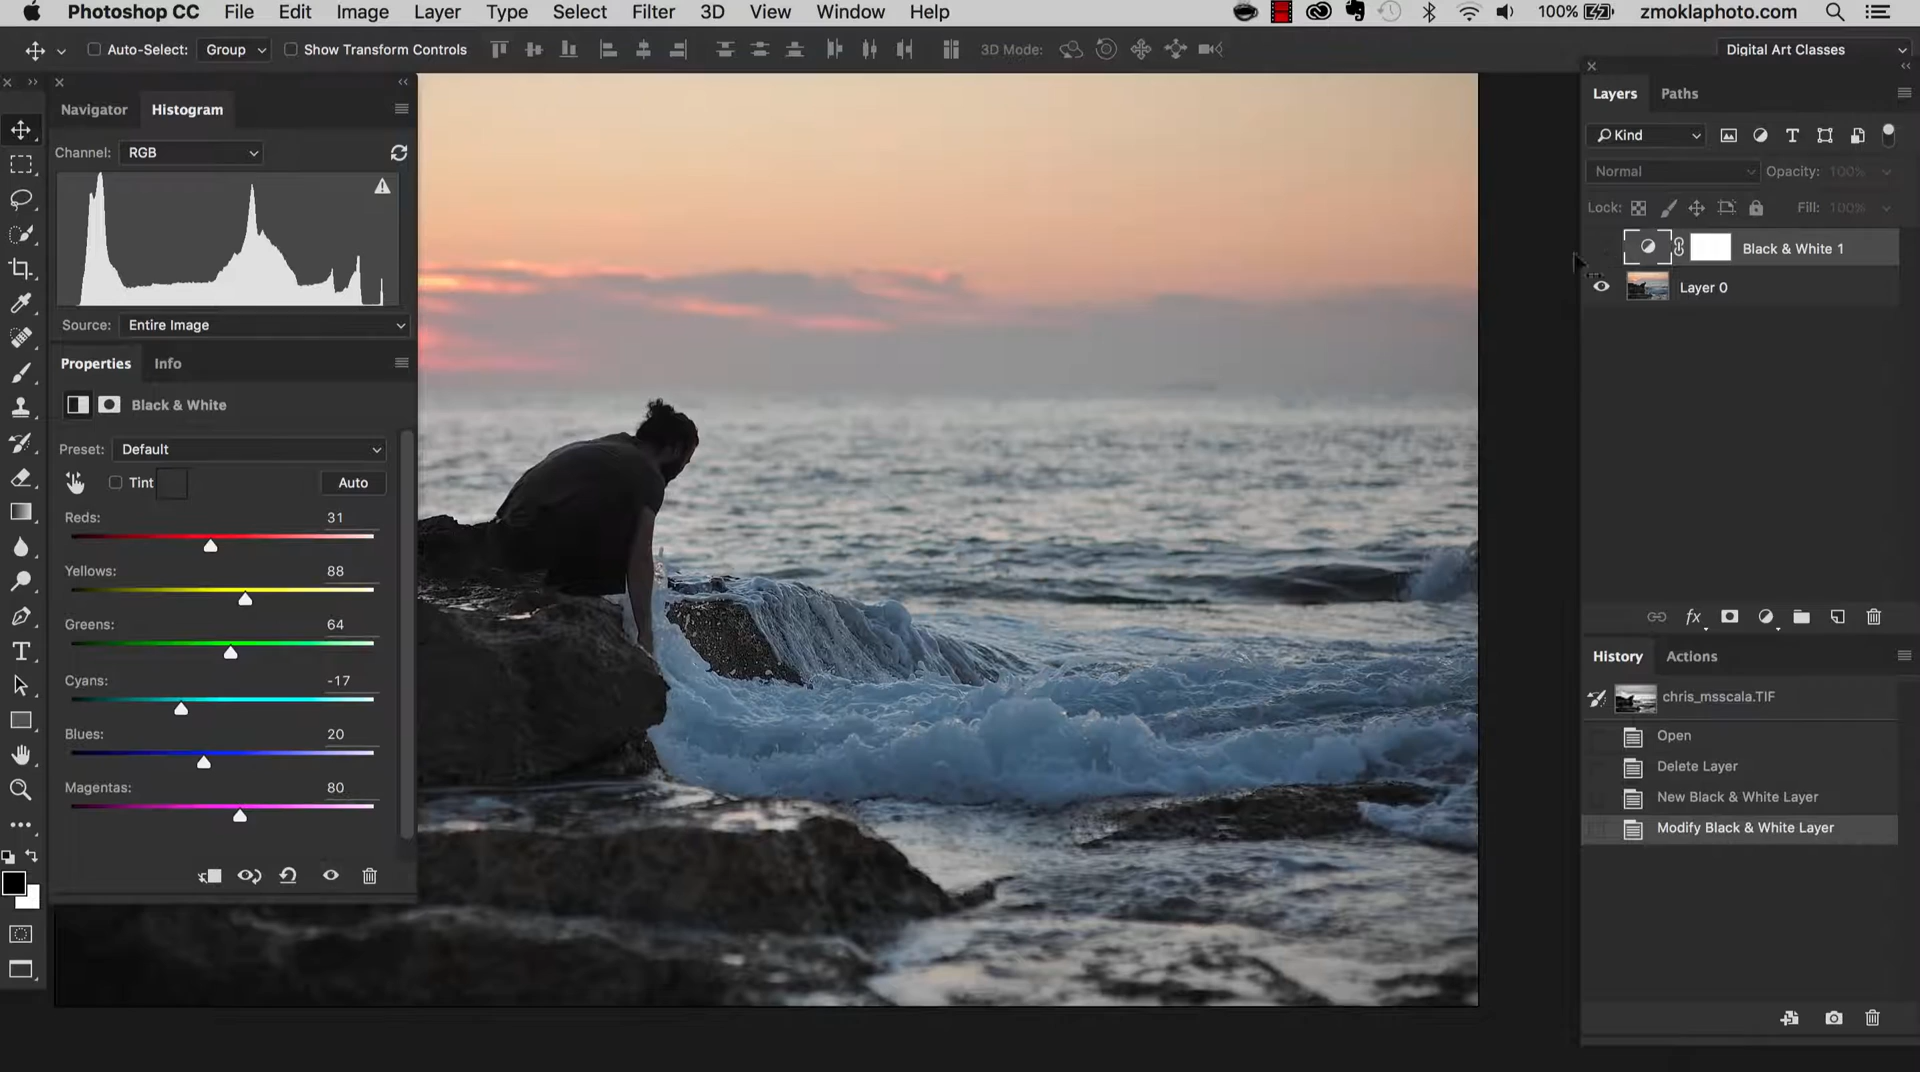 Photoshop CC File Edit Image Layer Type Select Filter 3D View Window Help 100% zmoklaphoto.com
Auto-Select: Group Show Transform Controls 3D Mode: Digital Art Classes
Navigator Histogram
Channel: RGB
Source: Entire Image
Properties Info
Black & White
Preset: Default
Tint Auto
Reds: 31
Yellows: 88
Greens: 64
Cyans: -17
Blues: 20
Magentas: 80
Layers Paths
Kind
Normal Opacity: 100%
Lock: Fill: 100%
Black & White 1
Layer 0
fx
History Actions
chris_msscala.TIF
Open
Delete Layer
New Black & White Layer
Modify Black & White Layer